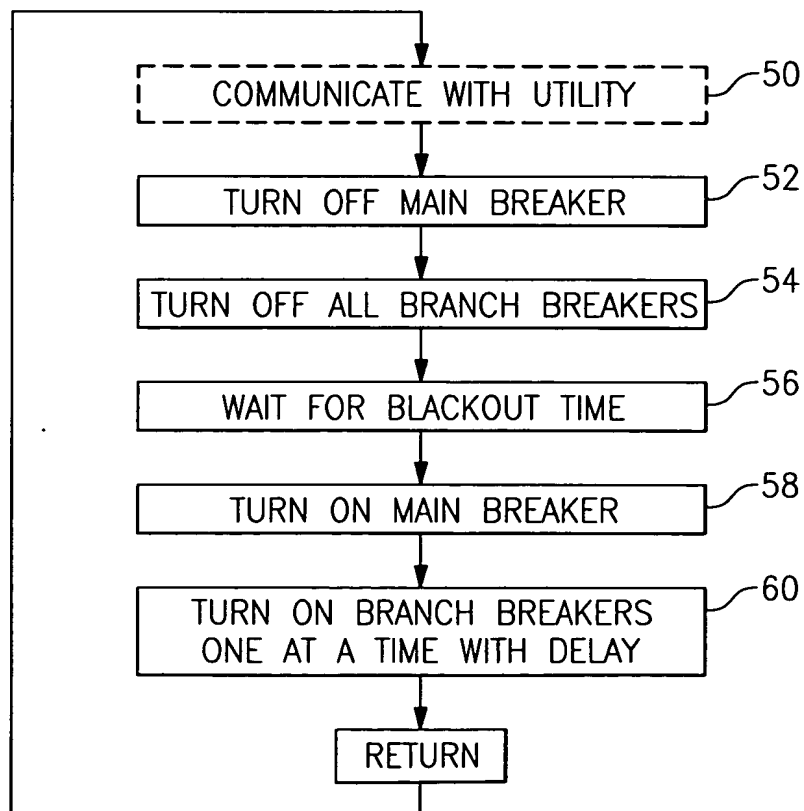 COMMUNICATE WITH UTILITY
50
TURN OFF MAIN BREAKER
52
TURN OFF ALL BRANCH BREAKERS
54
WAIT FOR BLACKOUT TIME
56
TURN ON MAIN BREAKER
58
TURN ON BRANCH BREAKERS
ONE AT A TIME WITH DELAY
60
RETURN